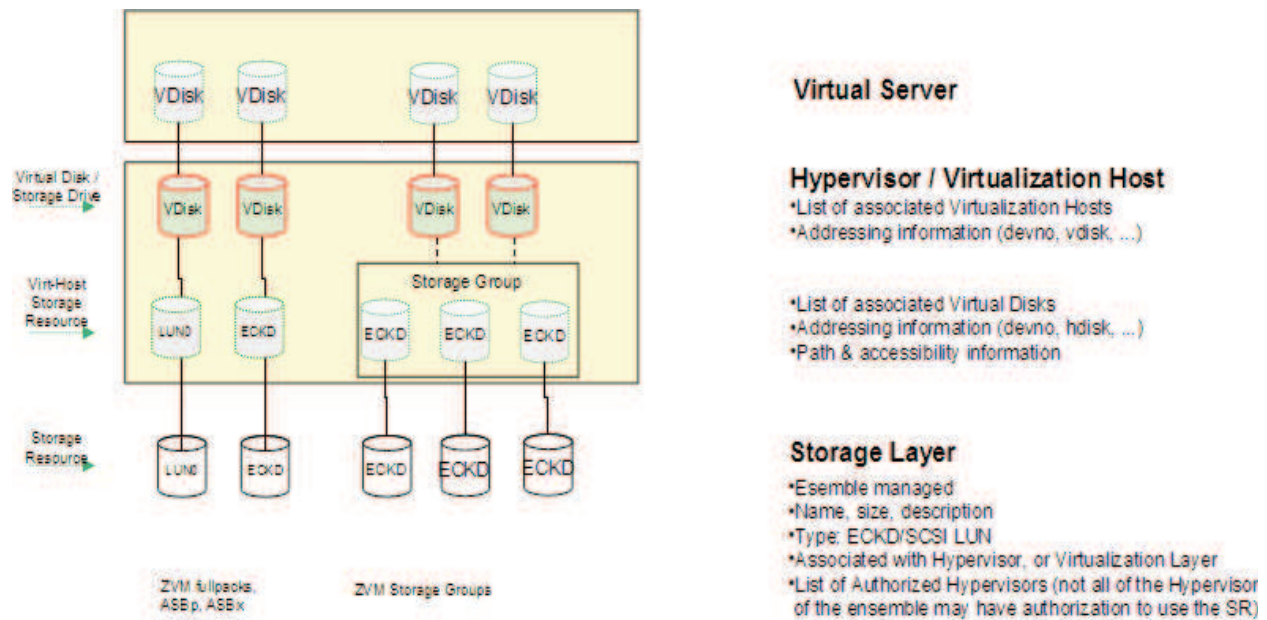 VDisk VDisk VDisk VDisk
Virtual Server
Virtual Disk /
Storage Drive
VDisk VDisk VDisk VDisk
Hypervisor / Virtualization Host
•List of associated Virtualization Hosts
•Addressing information (devno, vdisk, ...)
Virt-Host
Storage
Resource
Storage Group
LUN0 ECKD ECKD ECKD ECKD
•List of associated Virtual Disks
•Addressing information (devno, hdisk, ...)
•Path & accessibility information
Storage
Resource
LUN0 ECKD ECKD ECKD ECKD
Storage Layer
•Esemble managed
•Name, size, description
•Type: ECKD/SCSI LUN
•Associated with Hypervisor, or Virtualization Layer
•List of Authorized Hypervisors (not all of the Hypervisor
of the ensemble may have authorization to use the SR)
ZVM fullpacks,
ASBp, ASBx
ZVM Storage Groups